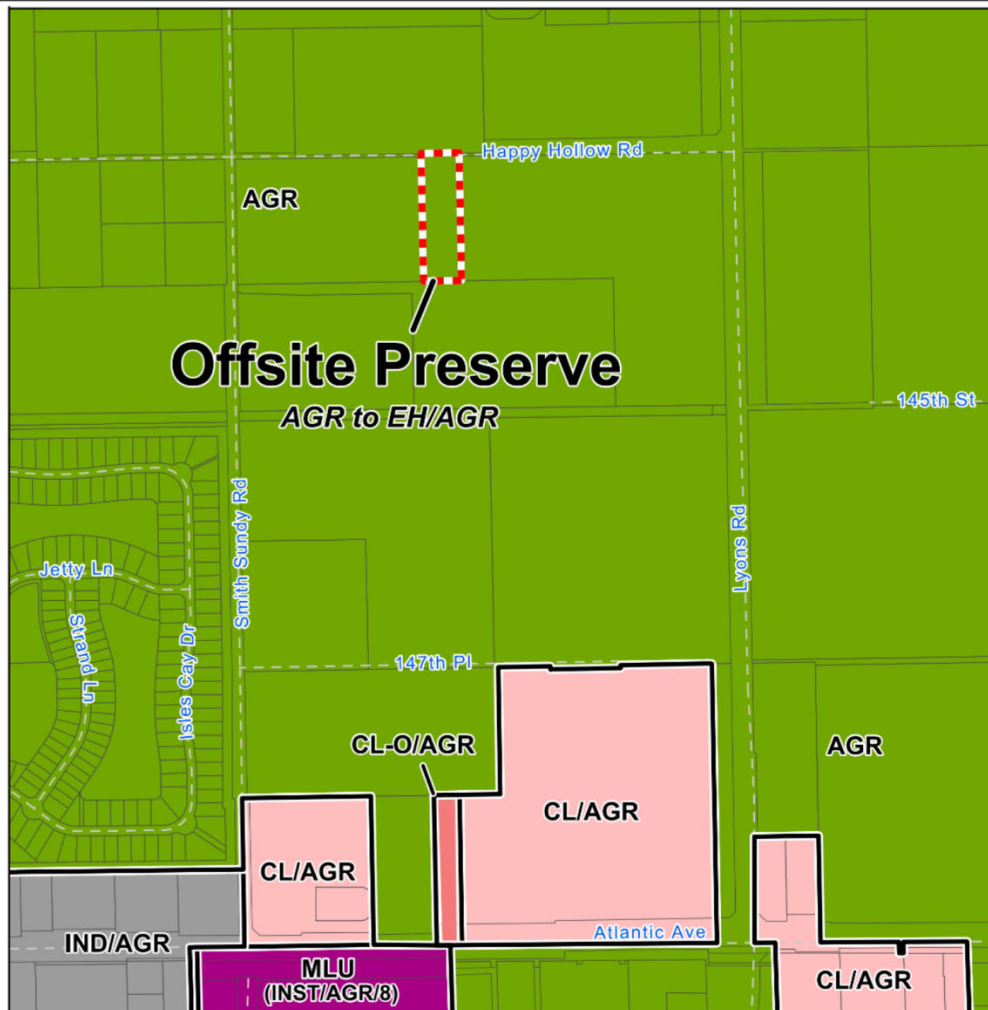 Happy Hollow Rd
AGR
Offsite Preserve
AGR to EH/AGR
145th St
Smith Sundy Rd
Lyons Rd
Jetty Ln
Strand Ln
Isles Cay Dr
147th Pl
CL-O/AGR
AGR
CL/AGR
CL/AGR
Atlantic Ave
IND/AGR
MLU
(INST/AGR/8)
CL/AGR